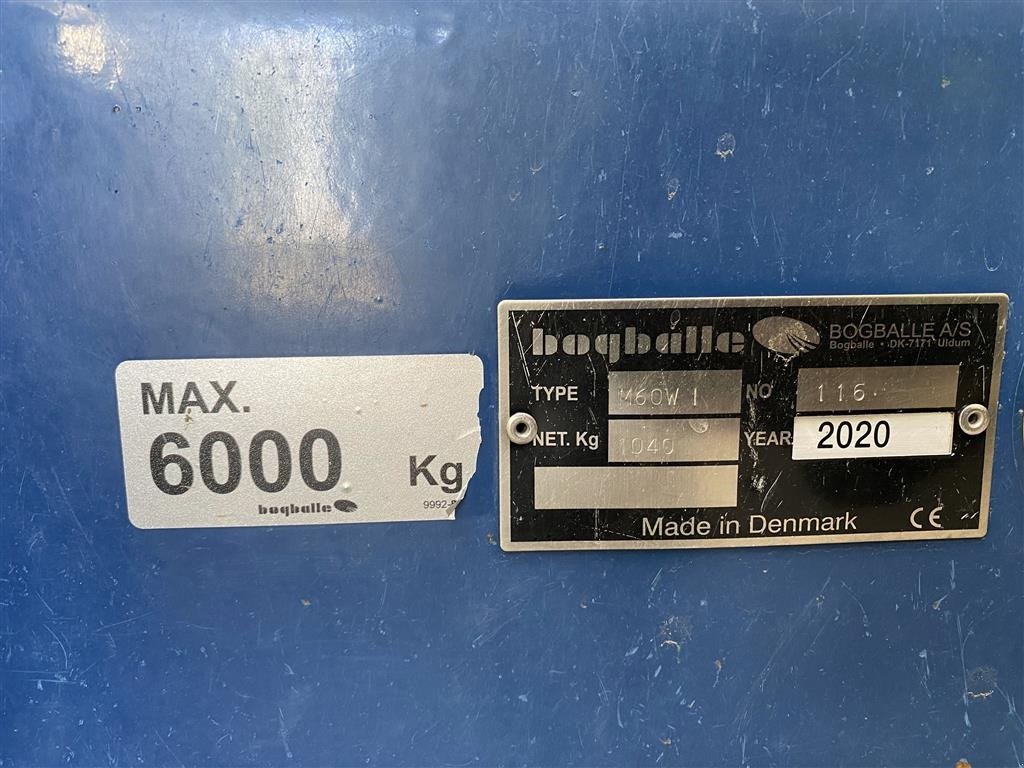 MAX.
6000 Kg
bogballe
9992-
bogballe BOGBALLE A/S
Bogballe • DK-7171 Uldum
TYPE M60W I NO 116
NET. Kg 1040 YEAR 2020
Made in Denmark CE